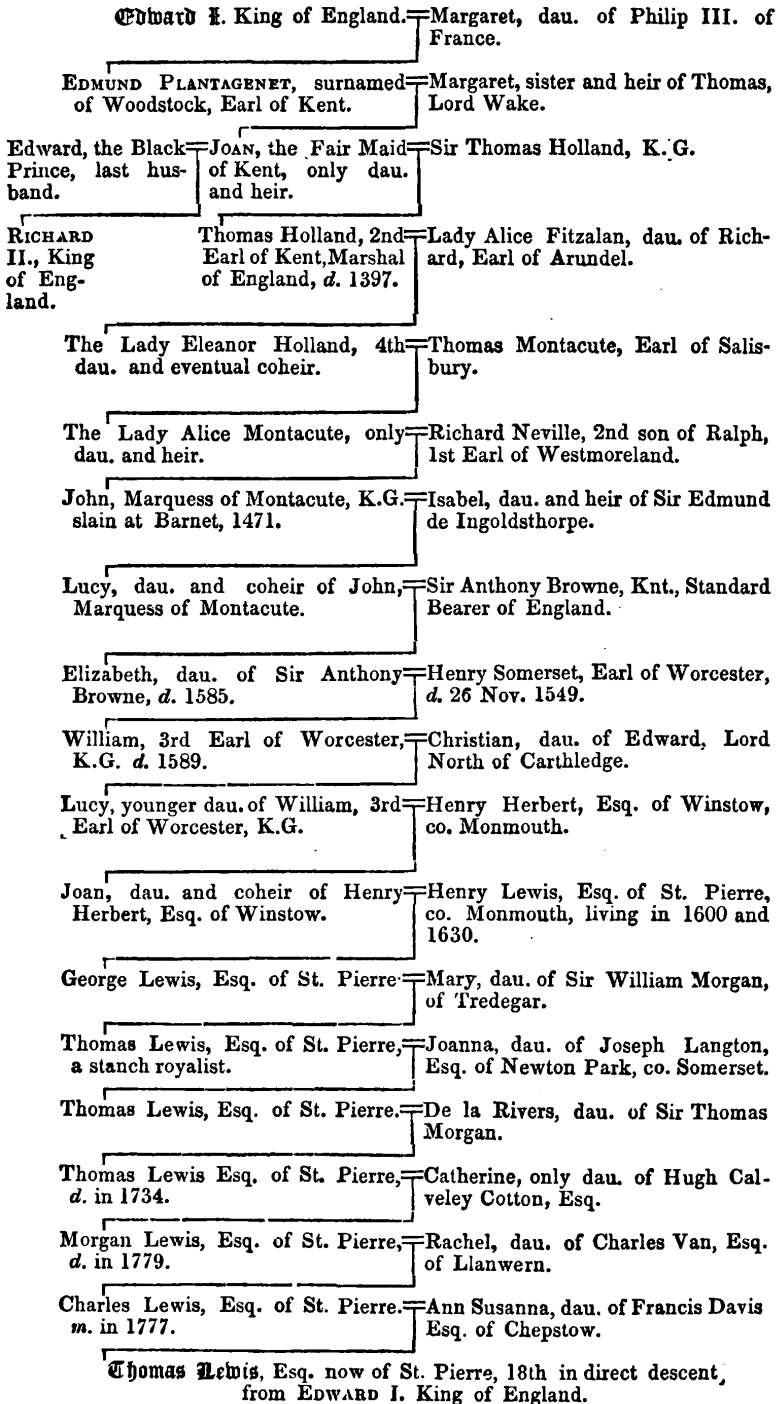 Edward I. King of England.
Margaret, dau. of Philip III. of
France.
EDMUND PLANTAGENET, surnamed
of Woodstock, Earl of Kent.
Margaret, sister and heir of Thomas,
Lord Wake.
Edward, the Black
Prince, last hus-
band.
JOAN, the Fair Maid
of Kent, only dau.
and heir.
Sir Thomas Holland, K.G.
RICHARD
II., King
of Eng-
land.
Thomas Holland, 2nd
Earl of Kent, Marshal
of England, d. 1397.
Lady Alice Fitzalan, dau. of Rich-
ard, Earl of Arundel.
The Lady Eleanor Holland, 4th
dau. and eventual coheir.
Thomas Montacute, Earl of Salis-
bury.
The Lady Alice Montacute, only
dau. and heir.
Richard Neville, 2nd son of Ralph,
1st Earl of Westmoreland.
John, Marquess of Montacute, K.G.
slain at Barnet, 1471.
Isabel, dau. and heir of Sir Edmund
de Ingoldsthorpe.
Lucy, dau. and coheir of John,
Marquess of Montacute.
Sir Anthony Browne, Knt., Standard
Bearer of England.
Elizabeth, dau. of Sir Anthony
Browne, d. 1585.
Henry Somerset, Earl of Worcester,
d. 26 Nov. 1549.
William, 3rd Earl of Worcester,
K.G. d. 1589.
Christian, dau. of Edward, Lord
North of Carthledge.
Lucy, younger dau. of William, 3rd
Earl of Worcester, K.G.
Henry Herbert, Esq. of Winstow,
co. Monmouth.
Joan, dau. and coheir of Henry
Herbert, Esq. of Winstow.
Henry Lewis, Esq. of St. Pierre,
co. Monmouth, living in 1600 and
1630.
George Lewis, Esq. of St. Pierre
Mary, dau. of Sir William Morgan,
of Tredegar.
Thomas Lewis, Esq. of St. Pierre,
a stanch royalist.
Joanna, dau. of Joseph Langton,
Esq. of Newton Park, co. Somerset.
Thomas Lewis, Esq. of St. Pierre.
De la Rivers, dau. of Sir Thomas
Morgan.
Thomas Lewis Esq. of St. Pierre,
d. in 1734.
Catherine, only dau. of Hugh Cal-
veley Cotton, Esq.
Morgan Lewis, Esq. of St. Pierre,
d. in 1779.
Rachel, dau. of Charles Van, Esq.
of Llanwern.
Charles Lewis, Esq. of St. Pierre.
m. in 1777.
Ann Susanna, dau. of Francis Davis
Esq. of Chepstow.
Thomas Lewis, Esq. now of St. Pierre, 18th in direct descent,
from EDWARD I. King of England.